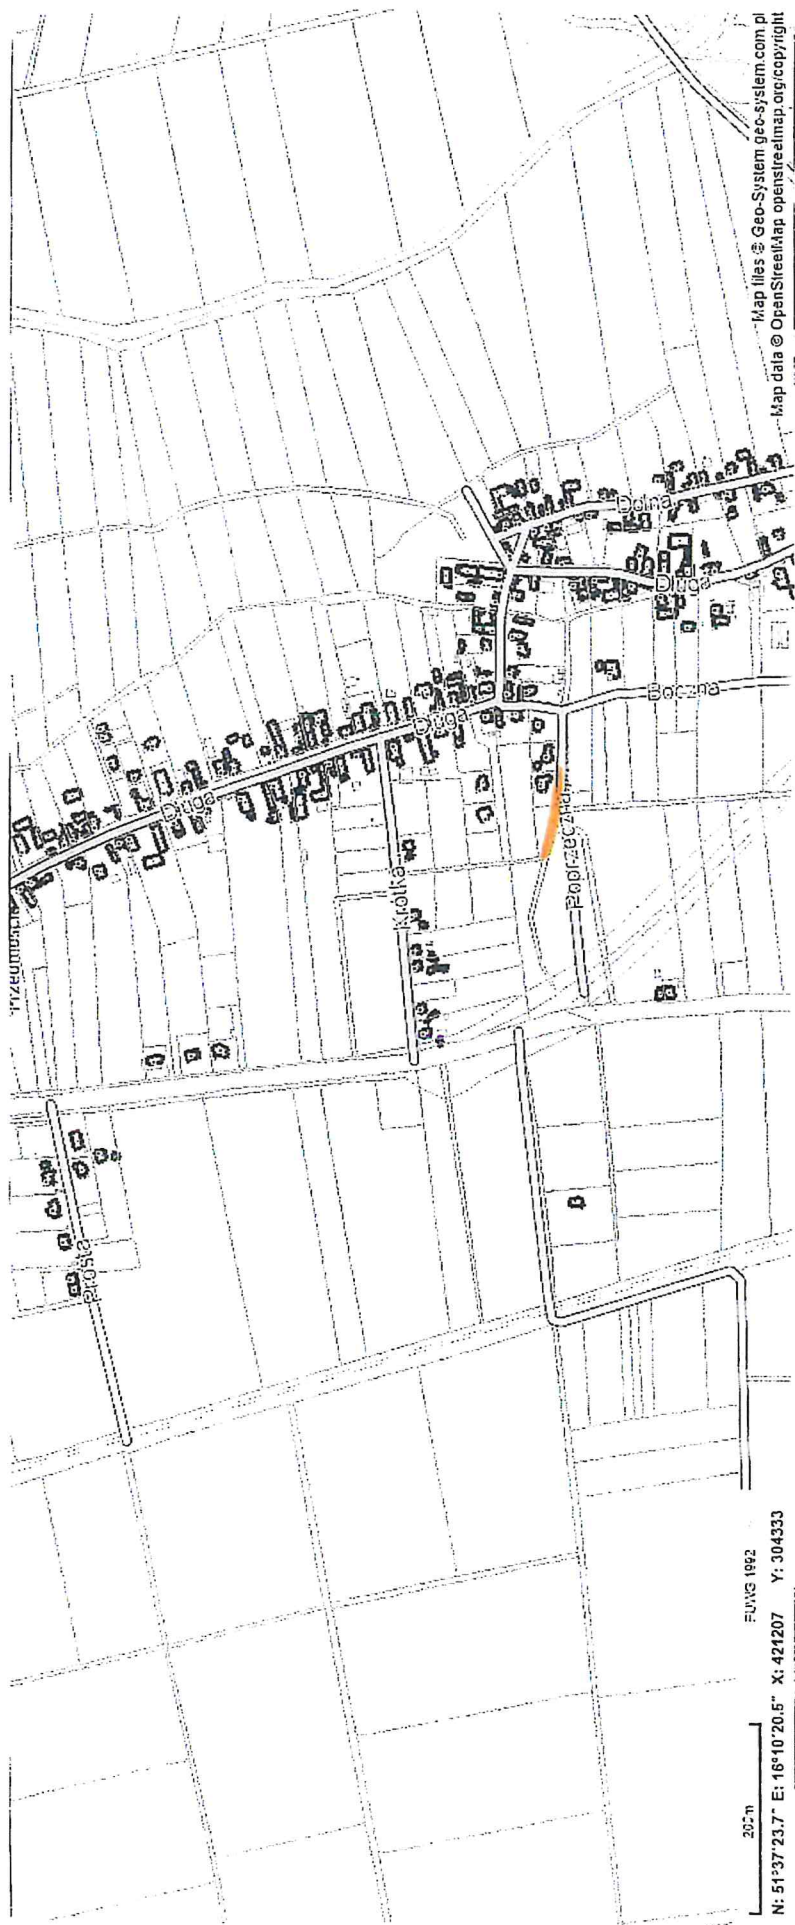 Prosta
Długa
Krótka
Długa
Poprzeczna
Boczna
Dolna
Długa
200m
PUWG 1992
N: 51°37'23.7" E: 16°10'20.5" X: 421207 Y: 304333
Map tiles © Geo-System geo-system.com.pl
Map data © OpenStreetMap openstreetmap.org/copyright